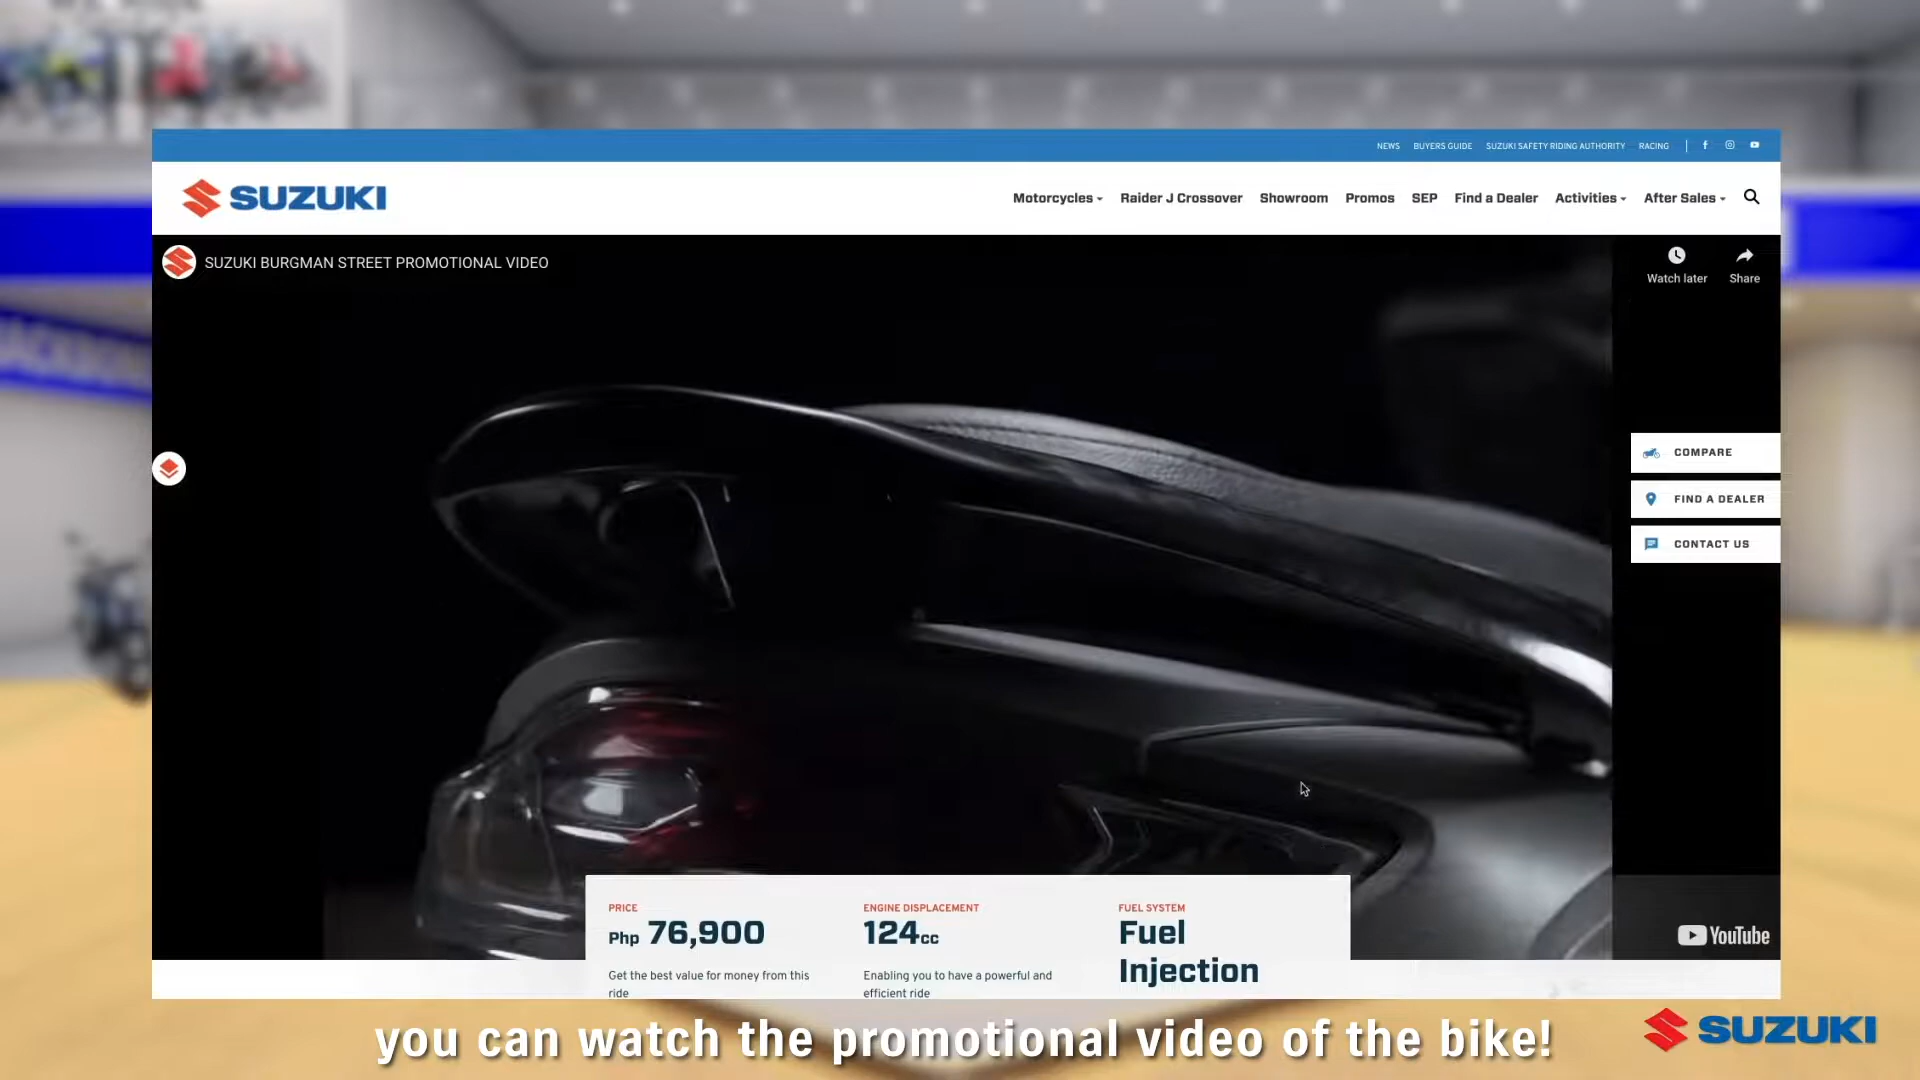 NEWS BUYERS GUIDE SUZUKI SAFETY RIDING AUTHORITY RACING
SUZUKI
Motorcycles Raider J Crossover Showroom Promos SEP Find a Dealer Activities After Sales
SUZUKI BURGMAN STREET PROMOTIONAL VIDEO
Watch later Share
COMPARE
FIND A DEALER
CONTACT US
PRICE
Php 76,900
Get the best value for money from this
ride
ENGINE DISPLACEMENT
124cc
Enabling you to have a powerful and
efficient ride
FUEL SYSTEM
Fuel
Injection
YouTube
you can watch the promotional video of the bike!
SUZUKI